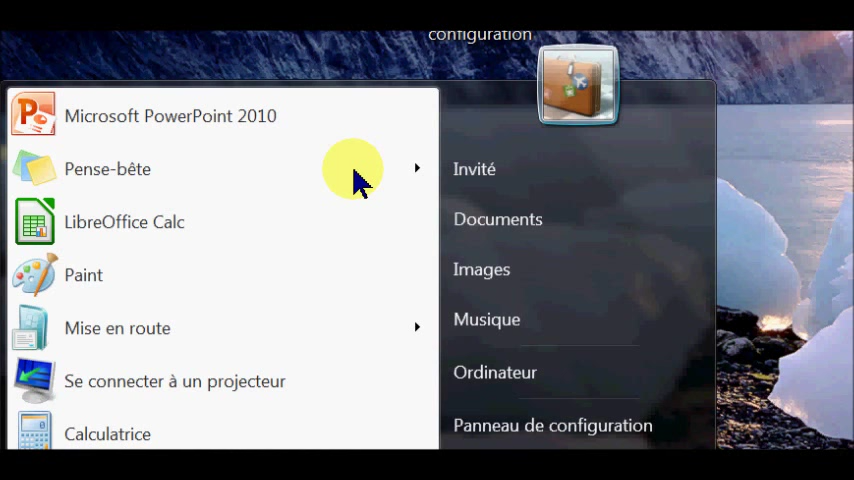 configuration
Microsoft PowerPoint 2010
Pense-bête
LibreOffice Calc
Paint
Mise en route
Se connecter à un projecteur
Calculatrice
Invité
Documents
Images
Musique
Ordinateur
Panneau de configuration